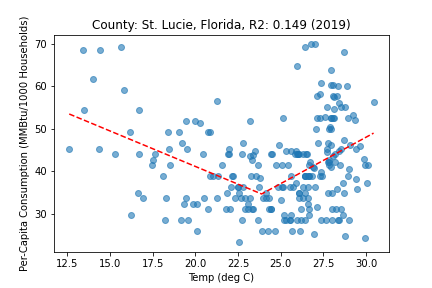 County: St. Lucie, Florida, R2: 0.149 (2019)
Per-Capita Consumption (MMBtu/1000 Households)
70
60
50
40
30
12.5 15.0 17.5 20.0 22.5 25.0 27.5 30.0
Temp (deg C)